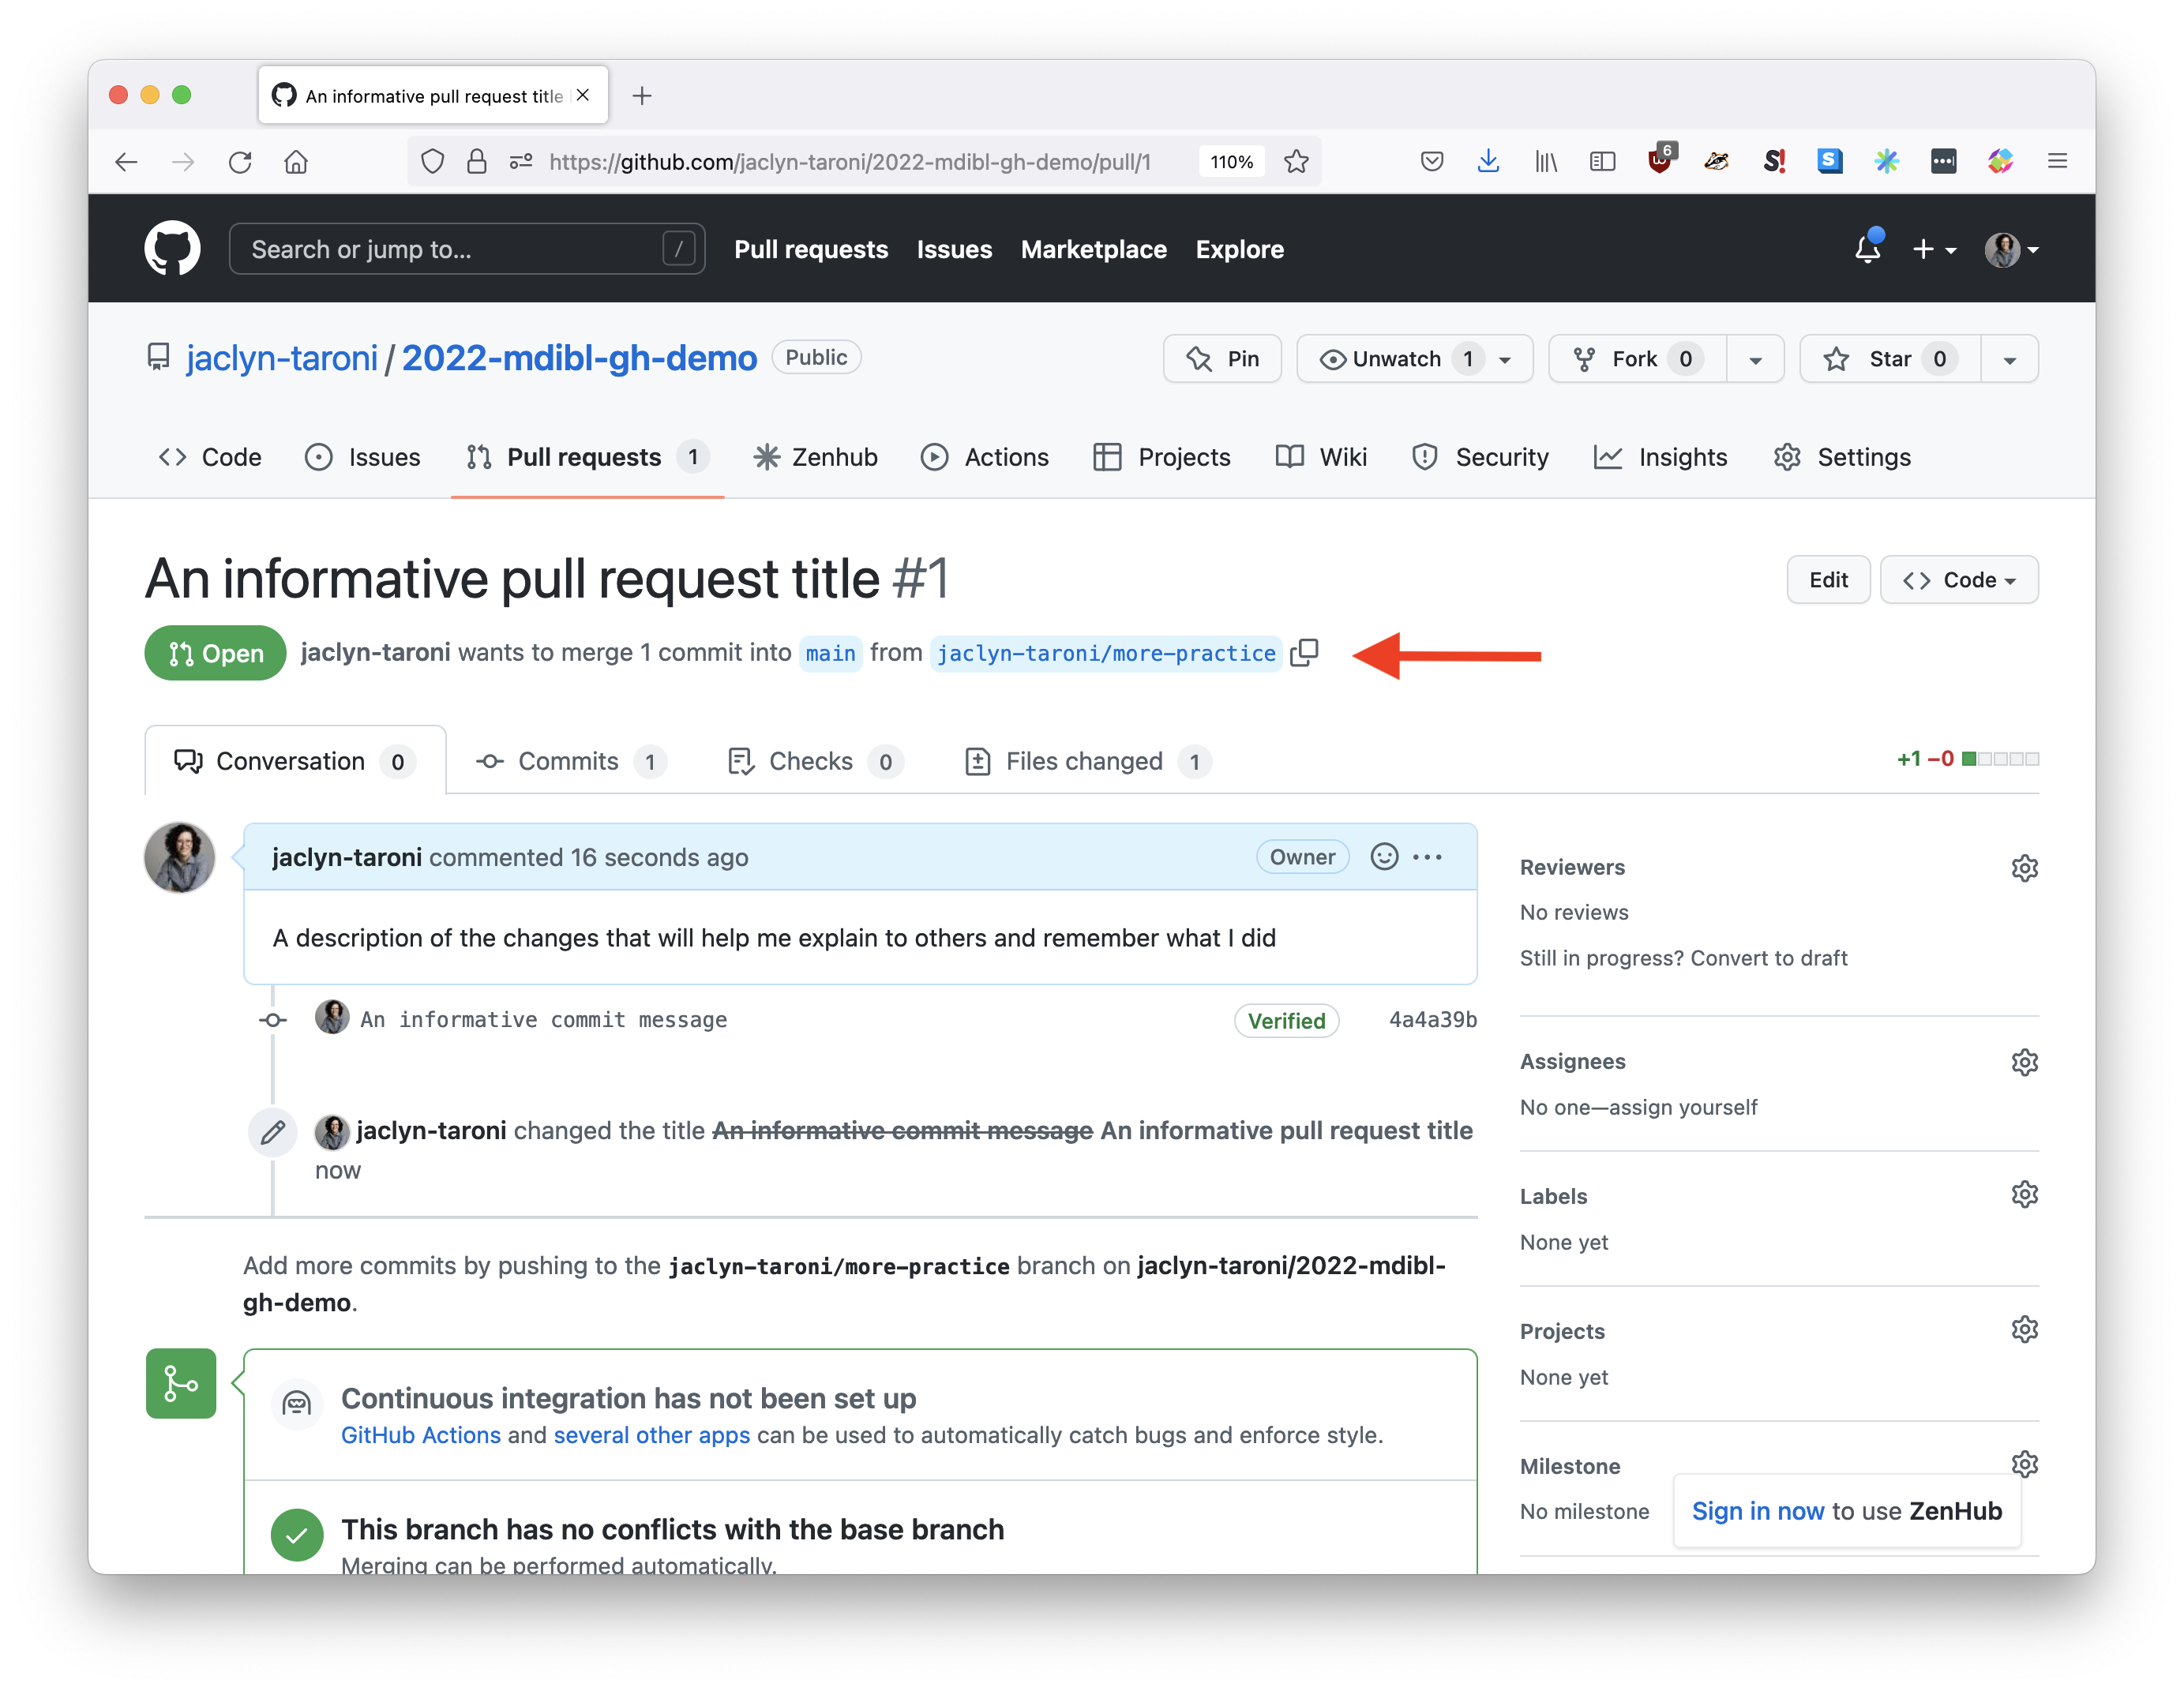 An informative pull request title
https://github.com/jaclyn-taroni/2022-mdibl-gh-demo/pull/1 110% 6
Search or jump to... / Pull requests Issues Marketplace Explore
jaclyn-taroni / 2022-mdibl-gh-demo Public Pin Unwatch 1 Fork 0 Star 0
Code Issues Pull requests 1 Zenhub Actions Projects Wiki Security Insights Settings
An informative pull request title #1 Edit Code
Open jaclyn-taroni wants to merge 1 commit into main from jaclyn-taroni/more-practice
Conversation 0 Commits 1 Checks 0 Files changed 1 +1 −0
jaclyn-taroni commented 16 seconds ago Owner
A description of the changes that will help me explain to others and remember what I did
An informative commit message Verified 4a4a39b
jaclyn-taroni changed the title An informative commit message An informative pull request title
now
Add more commits by pushing to the jaclyn-taroni/more-practice branch on jaclyn-taroni/2022-mdibl-
gh-demo.
Continuous integration has not been set up
GitHub Actions and several other apps can be used to automatically catch bugs and enforce style.
This branch has no conflicts with the base branch
Merging can be performed automatically.
Reviewers
No reviews
Still in progress? Convert to draft
Assignees
No one—assign yourself
Labels
None yet
Projects
None yet
Milestone
No milestone
Sign in now to use ZenHub